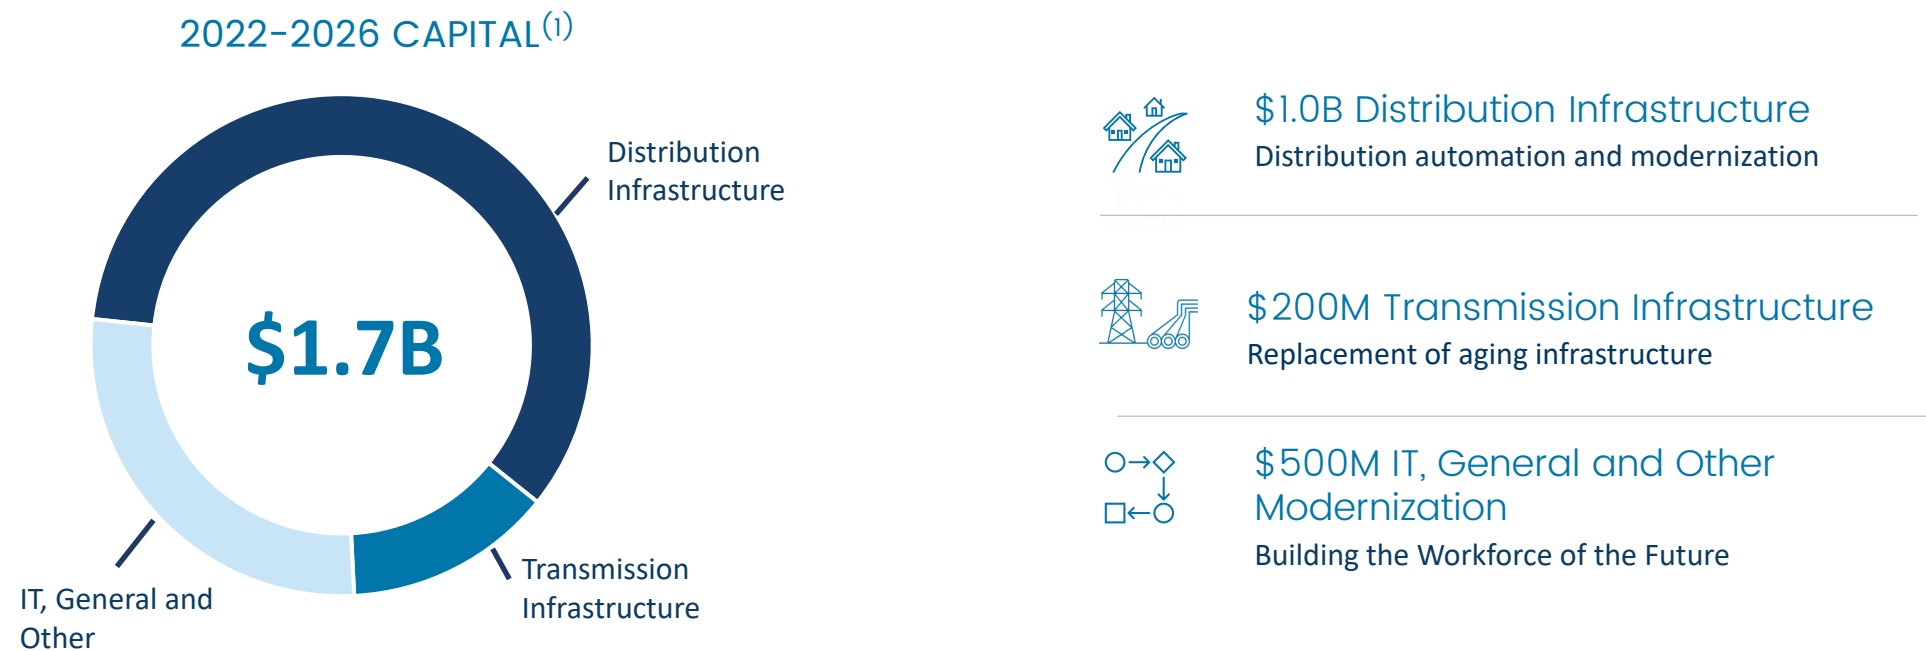 2022-2026 CAPITAL(1)
Distribution
Infrastructure
$1.7B
Transmission
Infrastructure
IT, General and
Other
$1.0B Distribution Infrastructure
Distribution automation and modernization
$200M Transmission Infrastructure
Replacement of aging infrastructure
$500M IT, General and Other
Modernization
Building the Workforce of the Future